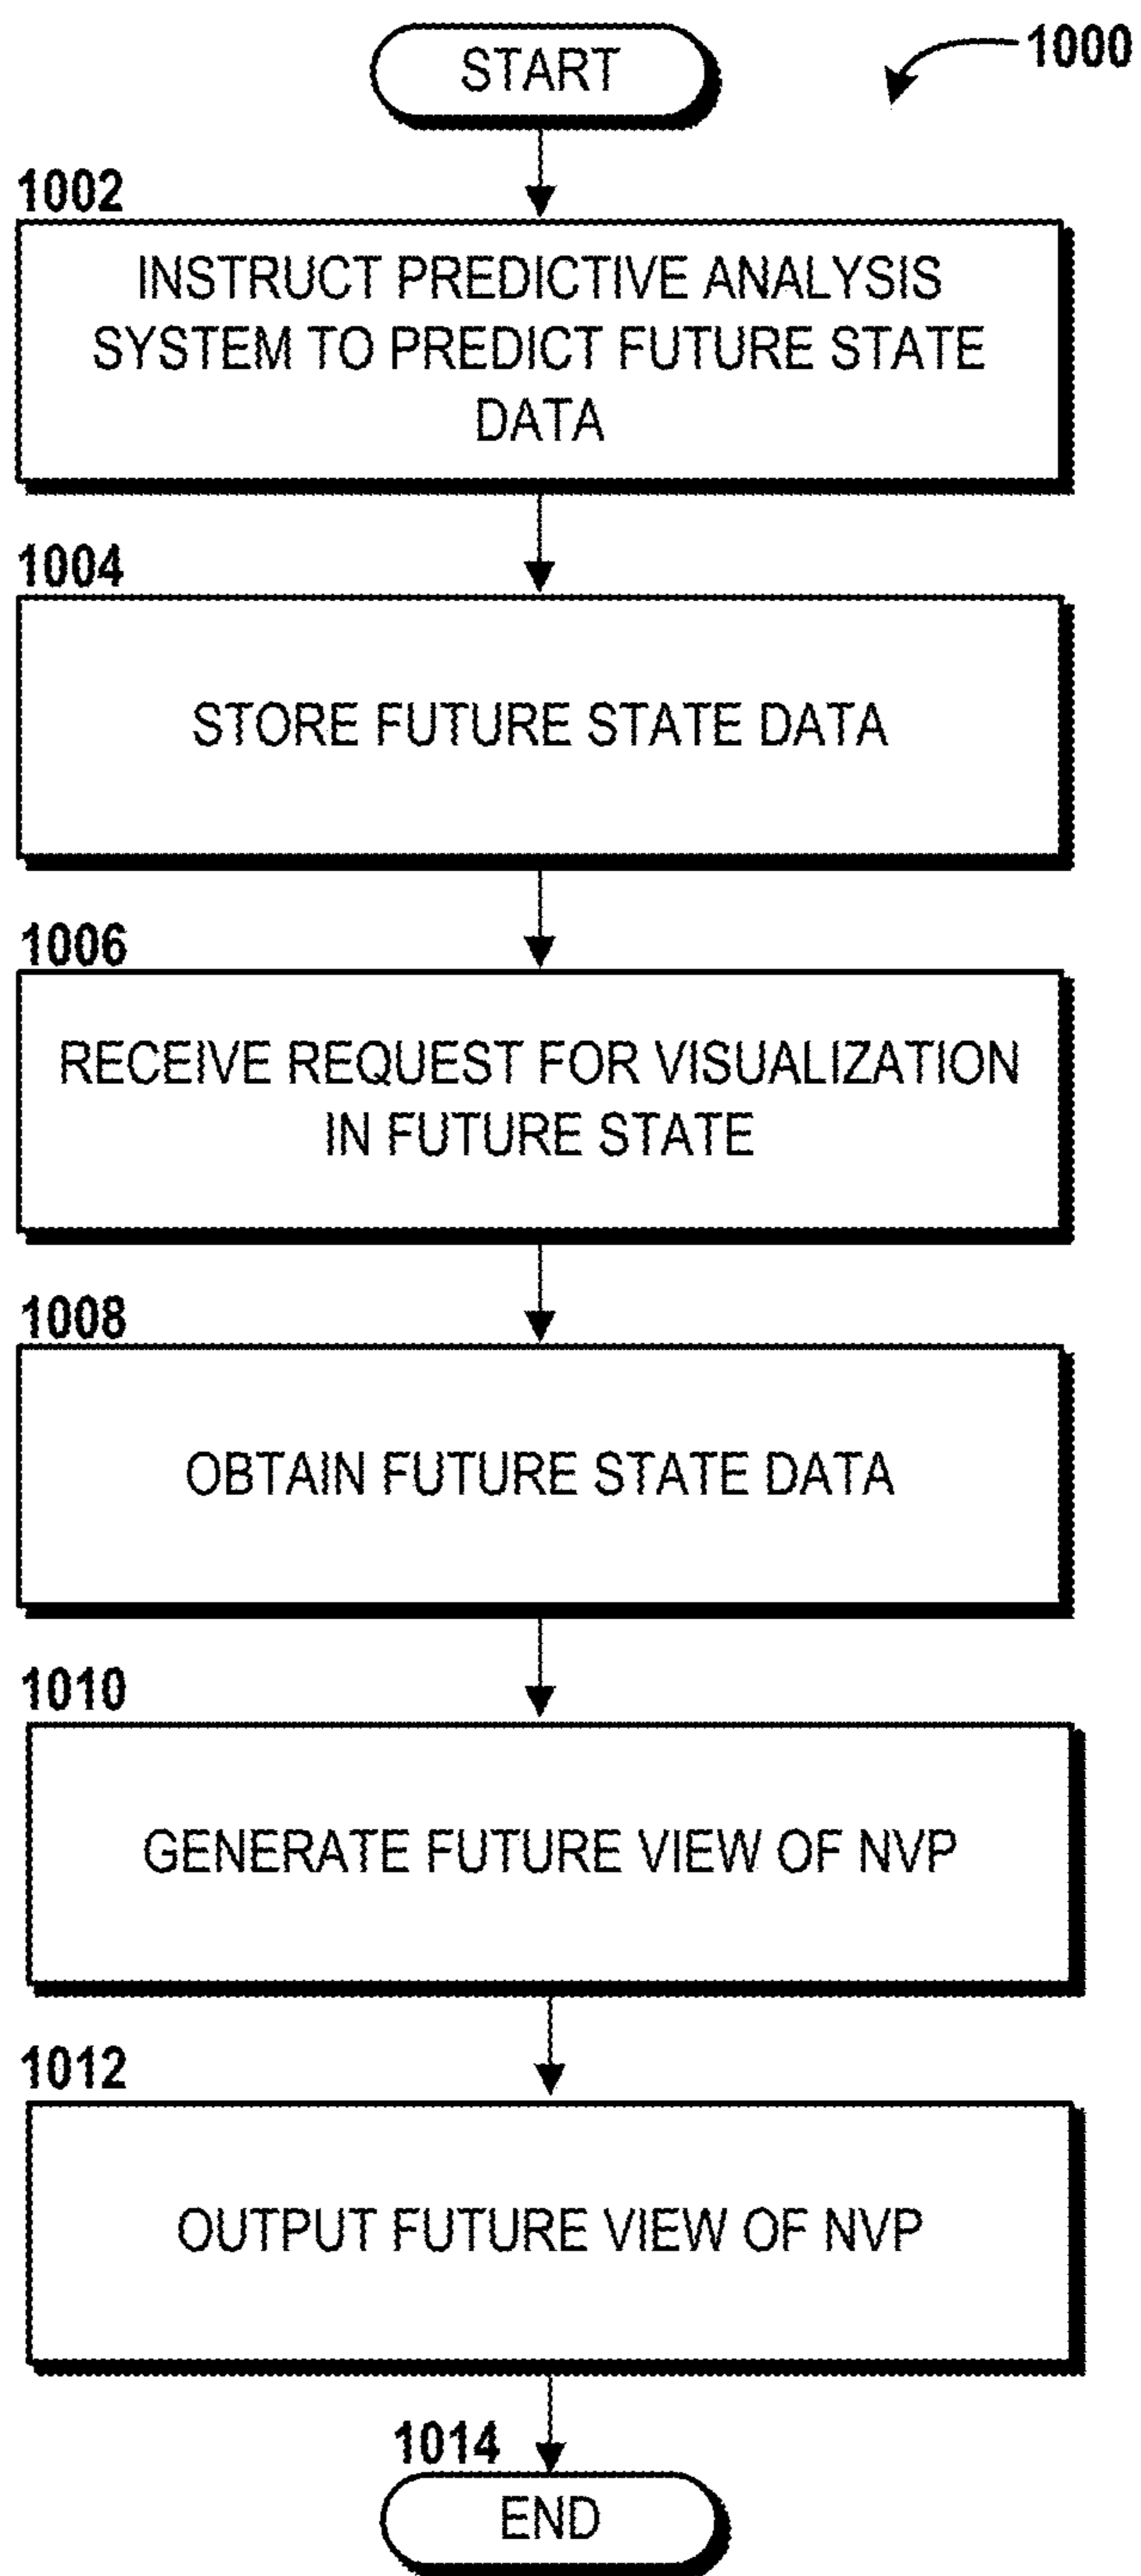 START
1000
1002
INSTRUCT PREDICTIVE ANALYSIS
SYSTEM TO PREDICT FUTURE STATE
DATA
1004
STORE FUTURE STATE DATA
1006
RECEIVE REQUEST FOR VISUALIZATION
IN FUTURE STATE
1008
OBTAIN FUTURE STATE DATA
1010
GENERATE FUTURE VIEW OF NVP
1012
OUTPUT FUTURE VIEW OF NVP
1014
END